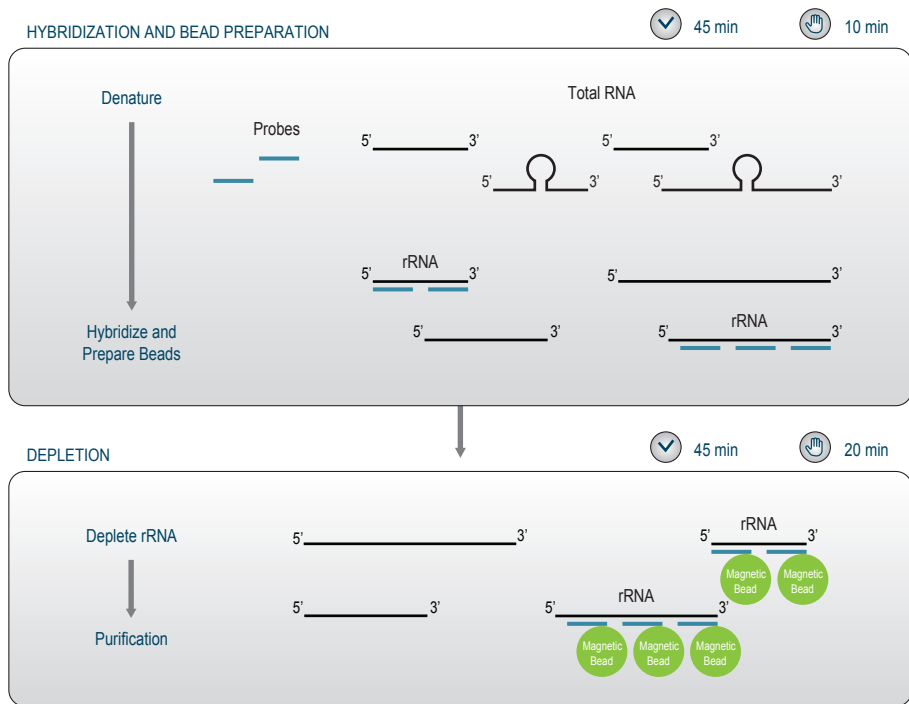 HYBRIDIZATION AND BEAD PREPARATION
45 min
10 min
Denature
Total RNA
Probes
5’ 3’
5’ 3’
5’ 3’
5’ 3’
rRNA
5’ 3’
5’ 3’
Hybridize and
Prepare Beads
5’ 3’
rRNA
5’ 3’
DEPLETION
45 min
20 min
Deplete rRNA
5’ 3’
rRNA
5’ 3’
Magnetic
Bead
Magnetic
Bead
Purification
5’ 3’
rRNA
5’ 3’
Magnetic
Bead
Magnetic
Bead
Magnetic
Bead